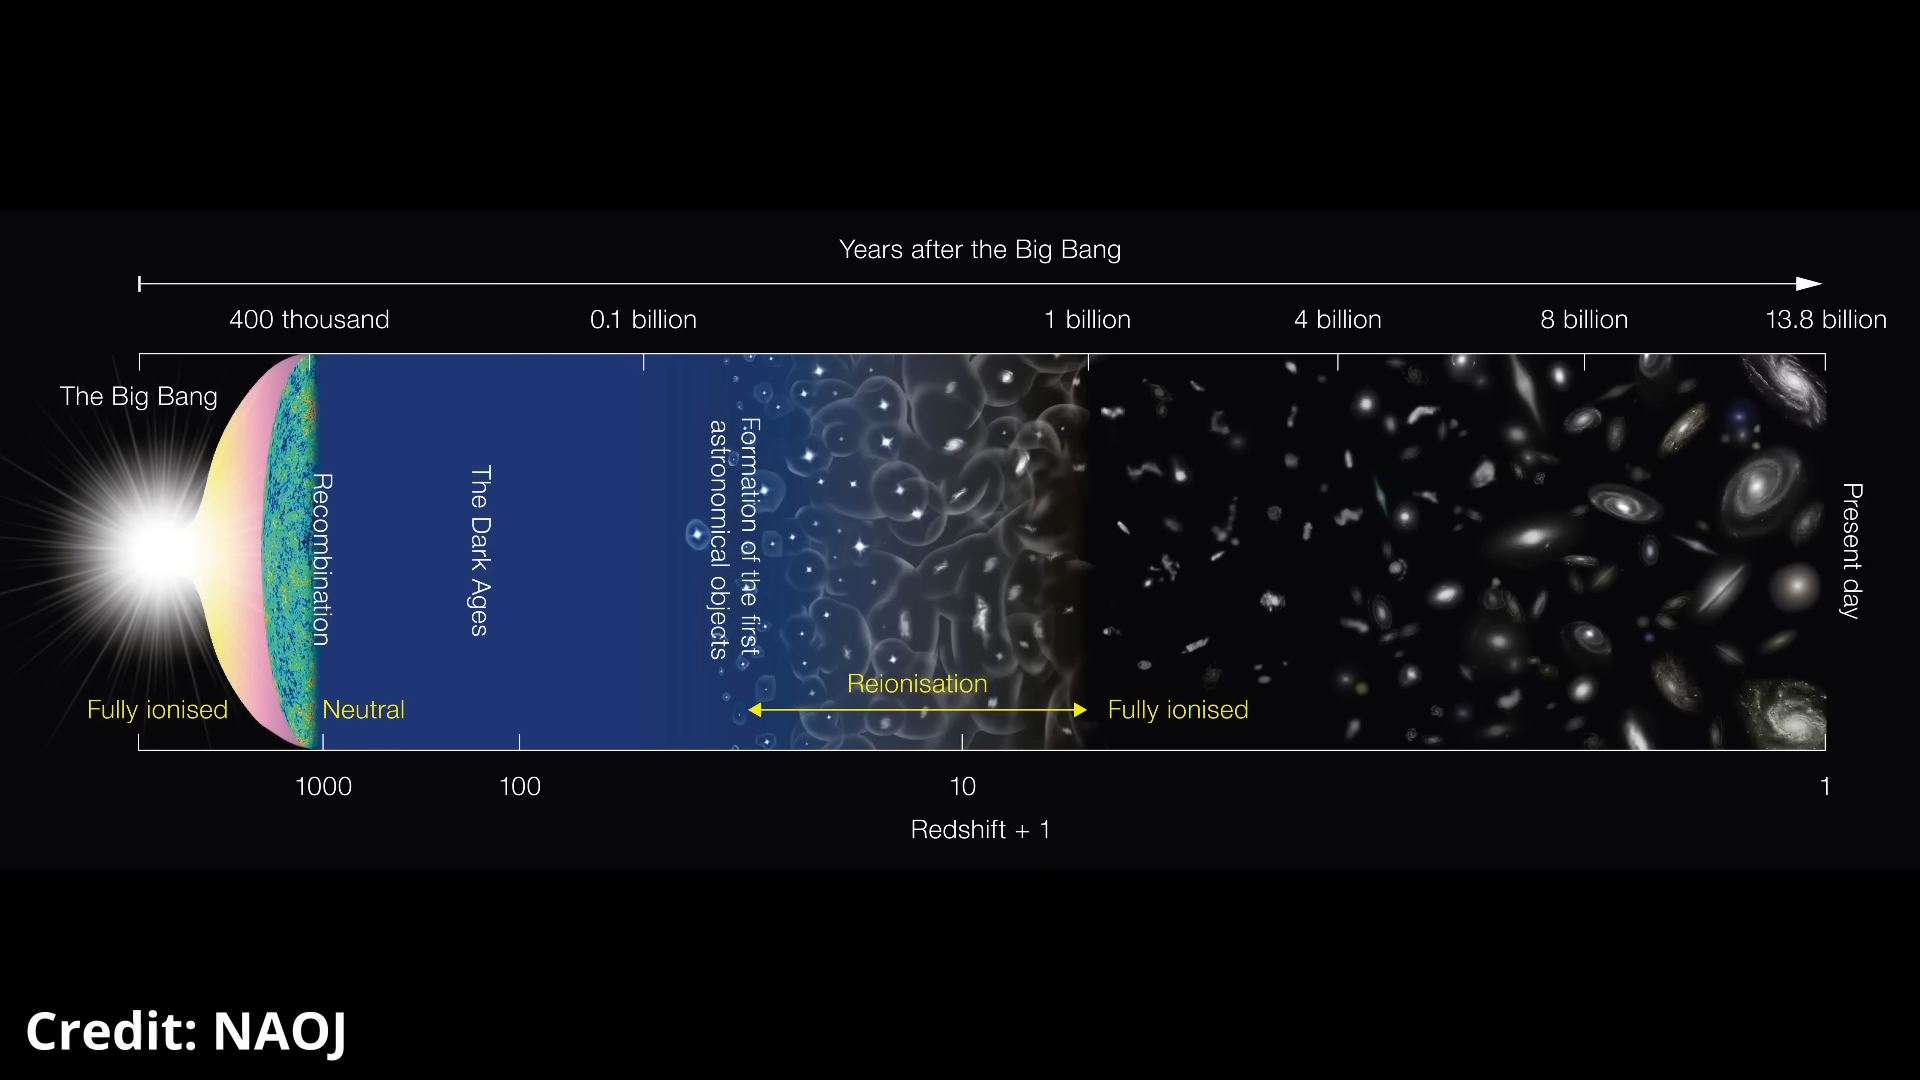 Years after the Big Bang
400 thousand
0.1 billion
1 billion
4 billion
8 billion
13.8 billion
The Big Bang
Recombination
The Dark Ages
Formation of the first
astronomical objects
Present day
Fully ionised
Neutral
Reionisation
Fully ionised
1000
100
10
1
Redshift + 1
Credit: NAOJ